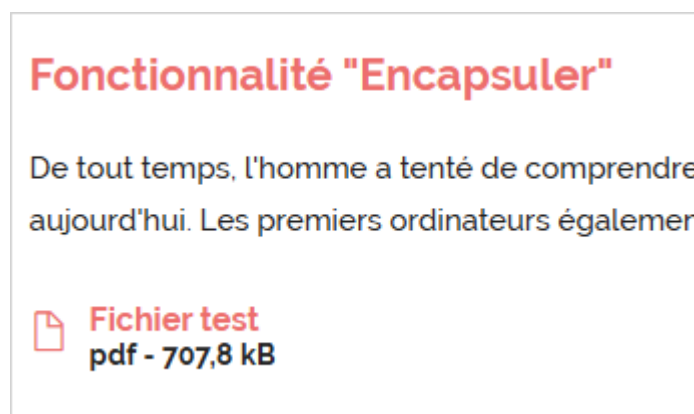 Fonctionnalité "Encapsuler"
De tout temps, l'homme a tenté de comprendre
aujourd'hui. Les premiers ordinateurs égalemen
Fichier test
pdf - 707,8 kB